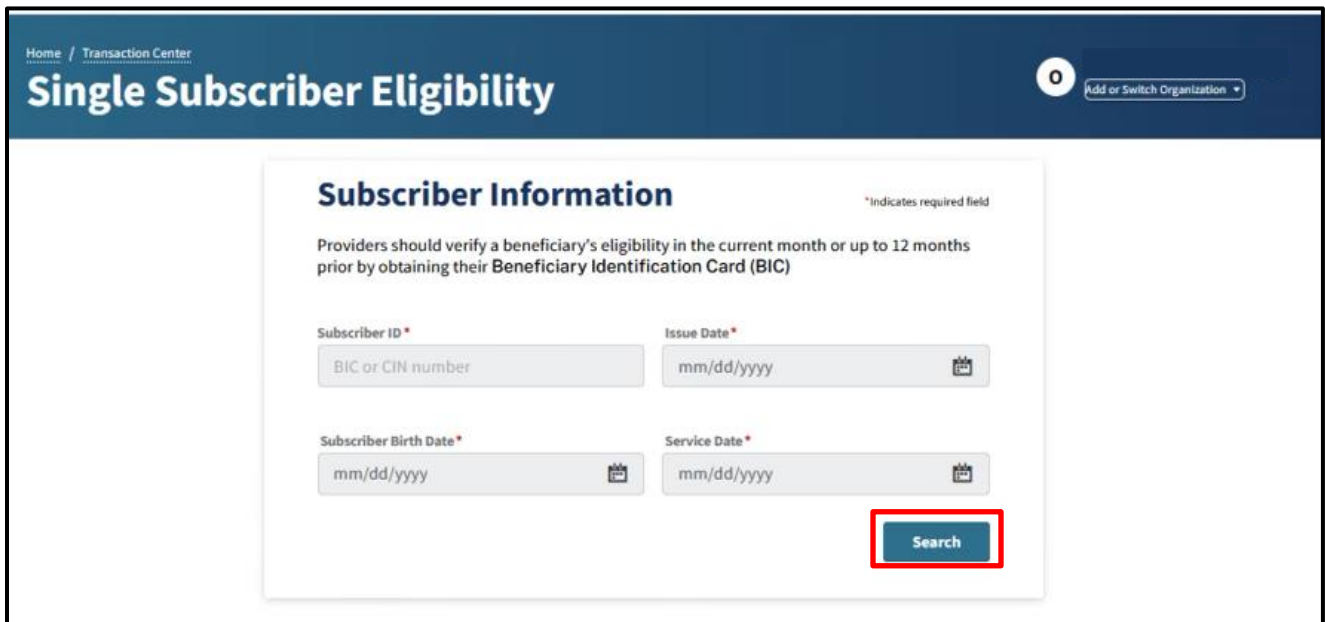 Home / Transaction Center
Single Subscriber Eligibility
O
Add or Switch Organization
Subscriber Information
*Indicates required field
Providers should verify a beneficiary's eligibility in the current month or up to 12 months
prior by obtaining their Beneficiary Identification Card (BIC)
Subscriber ID*
Issue Date*
BIC or CIN number
mm/dd/yyyy
Subscriber Birth Date*
Service Date*
mm/dd/yyyy
mm/dd/yyyy
Search